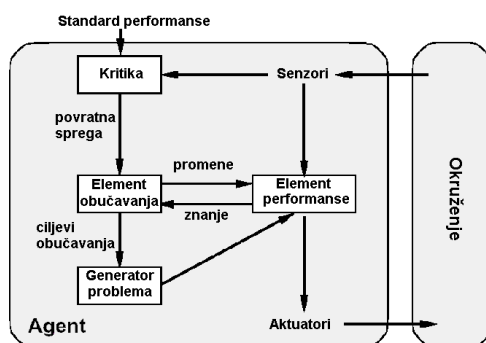 Standard performanse
Kritika
Senzori
povratna
sprega
promene
Element
obučavanja
Element
performanse
znanje
ciljevi
obučavanja
Generator
problema
Agent
Aktuatori
Okruženje